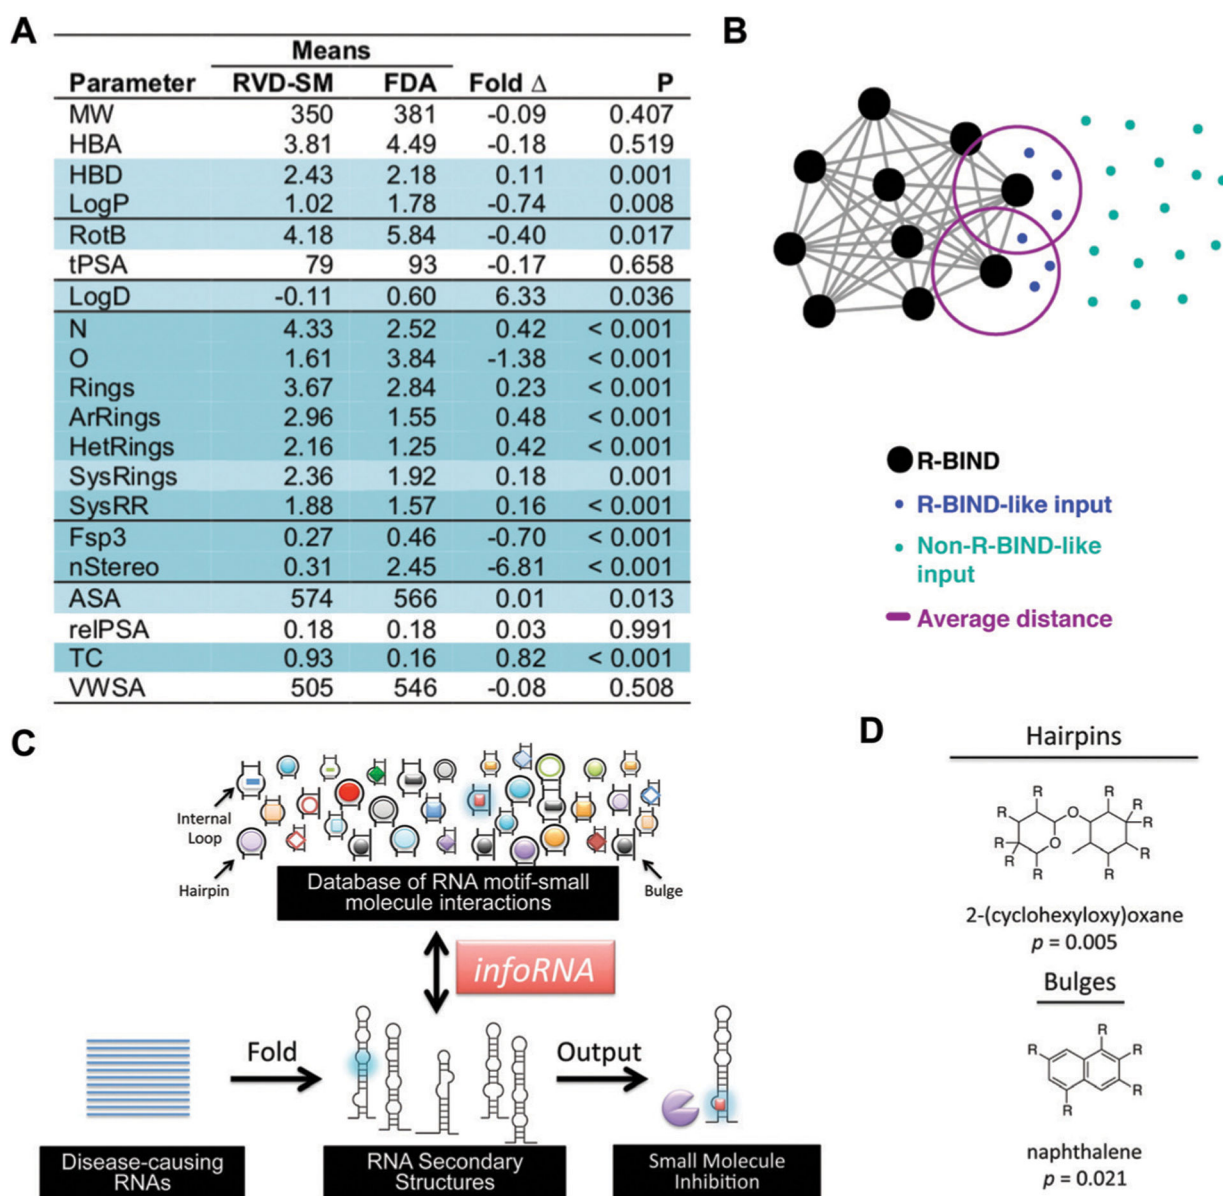 A
Means
Parameter RVD-SM FDA Fold Δ P
MW 350 381 -0.09 0.407
HBA 3.81 4.49 -0.18 0.519
HBD 2.43 2.18 0.11 0.001
LogP 1.02 1.78 -0.74 0.008
RotB 4.18 5.84 -0.40 0.017
tPSA 79 93 -0.17 0.658
LogD -0.11 0.60 6.33 0.036
N 4.33 2.52 0.42 < 0.001
O 1.61 3.84 -1.38 < 0.001
Rings 3.67 2.84 0.23 < 0.001
ArRings 2.96 1.55 0.48 < 0.001
HetRings 2.16 1.25 0.42 < 0.001
SysRings 2.36 1.92 0.18 0.001
SysRR 1.88 1.57 0.16 < 0.001
Fsp3 0.27 0.46 -0.70 < 0.001
nStereo 0.31 2.45 -6.81 < 0.001
ASA 574 566 0.01 0.013
relPSA 0.18 0.18 0.03 0.991
TC 0.93 0.16 0.82 < 0.001
VWSA 505 546 -0.08 0.508
B
R-BIND
R-BIND-like input
Non-R-BIND-like
input
Average distance
C
Internal
Loop
Hairpin
Bulge
Database of RNA motif-small
molecule interactions
infoRNA
Fold
Output
Disease-causing
RNAs
RNA Secondary
Structures
Small Molecule
Inhibition
D
Hairpins
R R R
R O R
R O R
R R R
2-(cyclohexyloxy)oxane
p = 0.005
Bulges
R
R R
R
R
naphthalene
p = 0.021